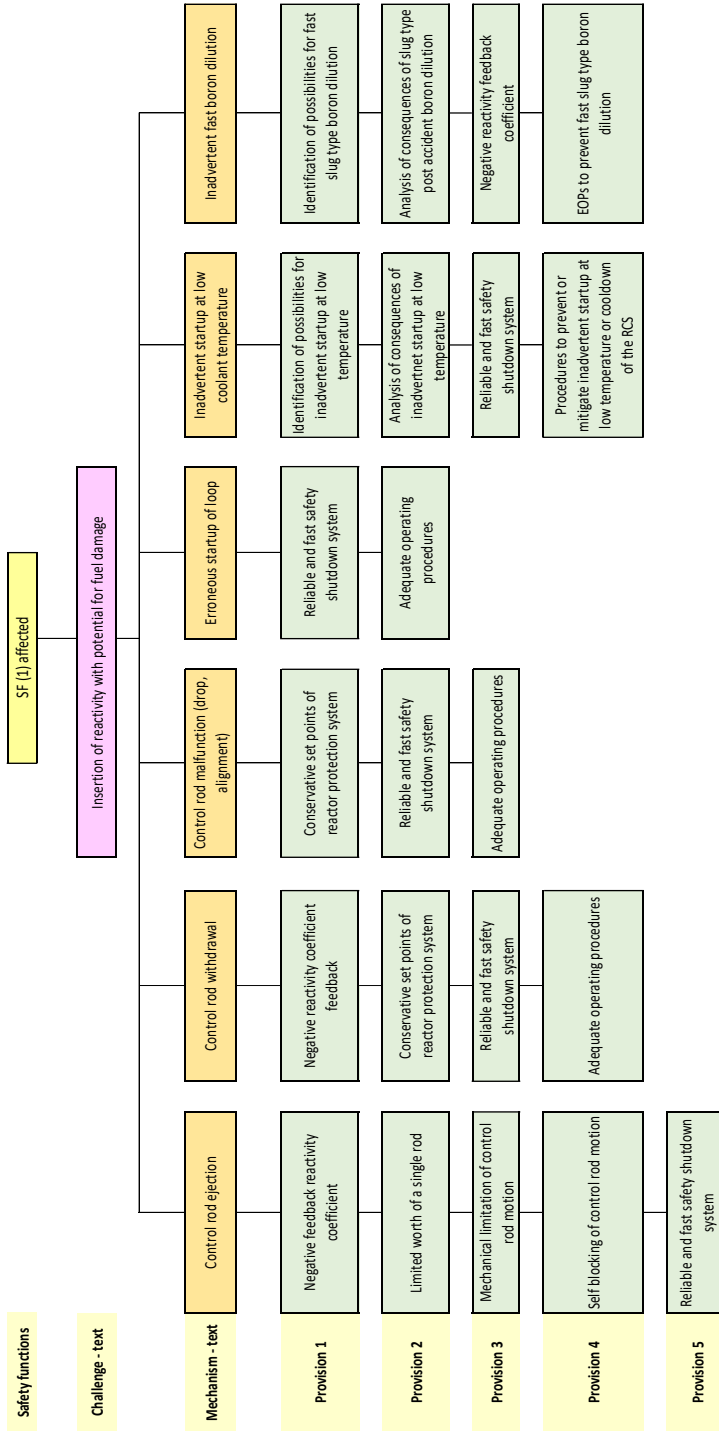 Safety functions
SF (1) affected
Challenge - text
Insertion of reactivity with potential for fuel damage
Mechanism - text
Control rod ejection
Control rod withdrawal
Control rod malfunction (drop,
alignment)
Erroneous startup of loop
Inadvertent startup at low
coolant temperature
Inadvertent fast boron dilution
Provision 1
Negative feedback reactivity
coefficient
Negative reactivity coefficient
feedback
Conservative set points of
reactor protection system
Reliable and fast safety
shutdown system
Identification of possibilities for
inadvertent startup at low
temperature
Identification of possibilities for fast
slug type boron dilution
Provision 2
Limited worth of a single rod
Conservative set points of
reactor protection system
Reliable and fast safety
shutdown system
Adequate operating
procedures
Analysis of consequences of
inadvertnet startup at low
temperature
Analysis of consequences of slug type
post accident boron dilution
Provision 3
Mechanical limitation of control
rod motion
Reliable and fast safety
shutdown system
Adequate operating procedures
Reliable and fast safety
shutdown system
Negative reactivity feedback
coefficient
Provision 4
Self blocking of control rod motion
Adequate operating procedures
Procedures to prevent or
mitigate inadvertent startup at
low temperature or cooldown
of the RCS
EOPs to prevent fast slug type boron
dilution
Provision 5
Reliable and fast safety shutdown
system